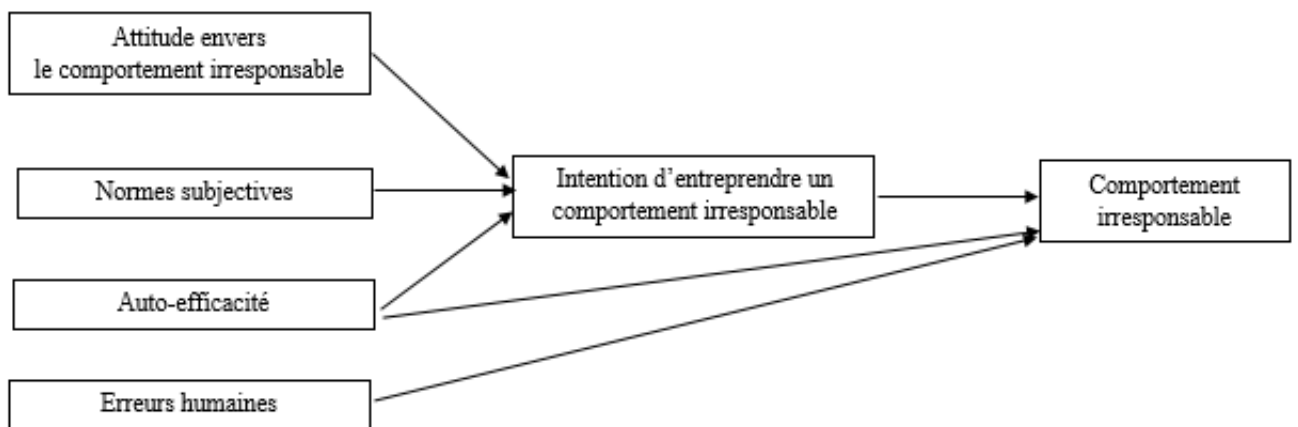 Attitude envers
le comportement irresponsable
Normes subjectives
Auto-efficacité
Erreurs humaines
Intention d'entreprendre un
comportement irresponsable
Comportement
irresponsable